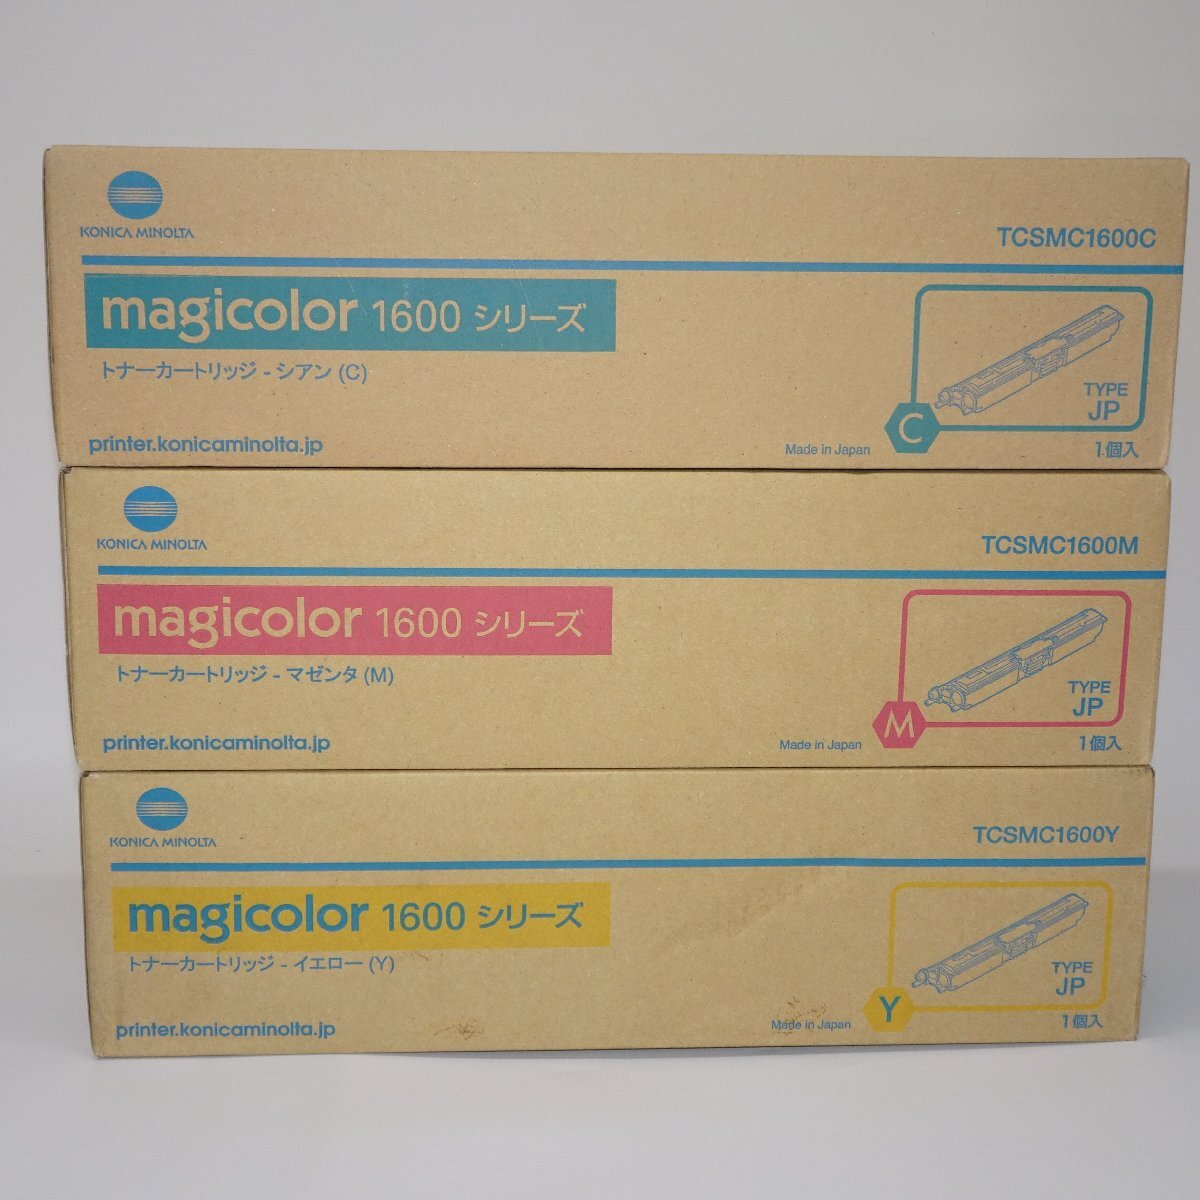 KONICA MINOLTA
TCSMC1600C
magicolor 1600 シリーズ
トナーカートリッジ - シアン (C)
TYPE
JP
C
printer.konicaminolta.jp
Made in Japan
1個入
KONICA MINOLTA
TCSMC1600M
magicolor 1600 シリーズ
トナーカートリッジ - マゼンタ (M)
TYPE
JP
M
printer.konicaminolta.jp
Made in Japan
1個入
KONICA MINOLTA
TCSMC1600Y
magicolor 1600 シリーズ
トナーカートリッジ - イエロー (Y)
TYPE
JP
Y
printer.konicaminolta.jp
Made in Japan
1個入